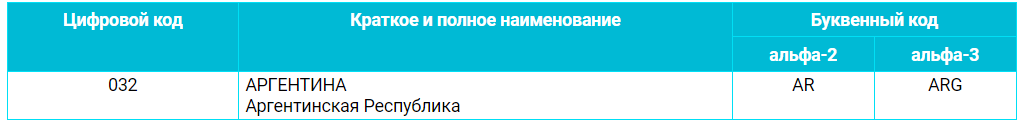 Цифровой код Краткое и полное наименование Буквенный код
альфа-2 альфа-3
032 АРГЕНТИНА AR ARG
Аргентинская Республика